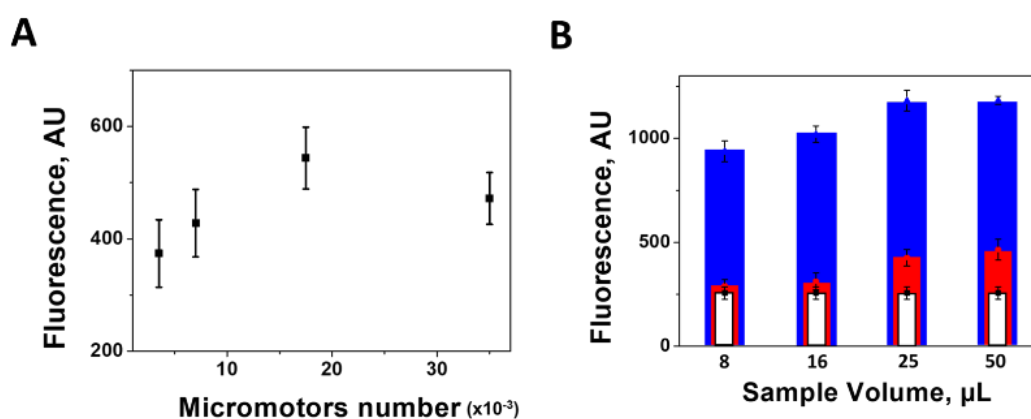 A
Fluorescence, AU
600
400
200
10
20
30
Micromotors number (x10-3)
B
Fluorescence, AU
1000
500
0
8
16
25
50
Sample Volume, µL